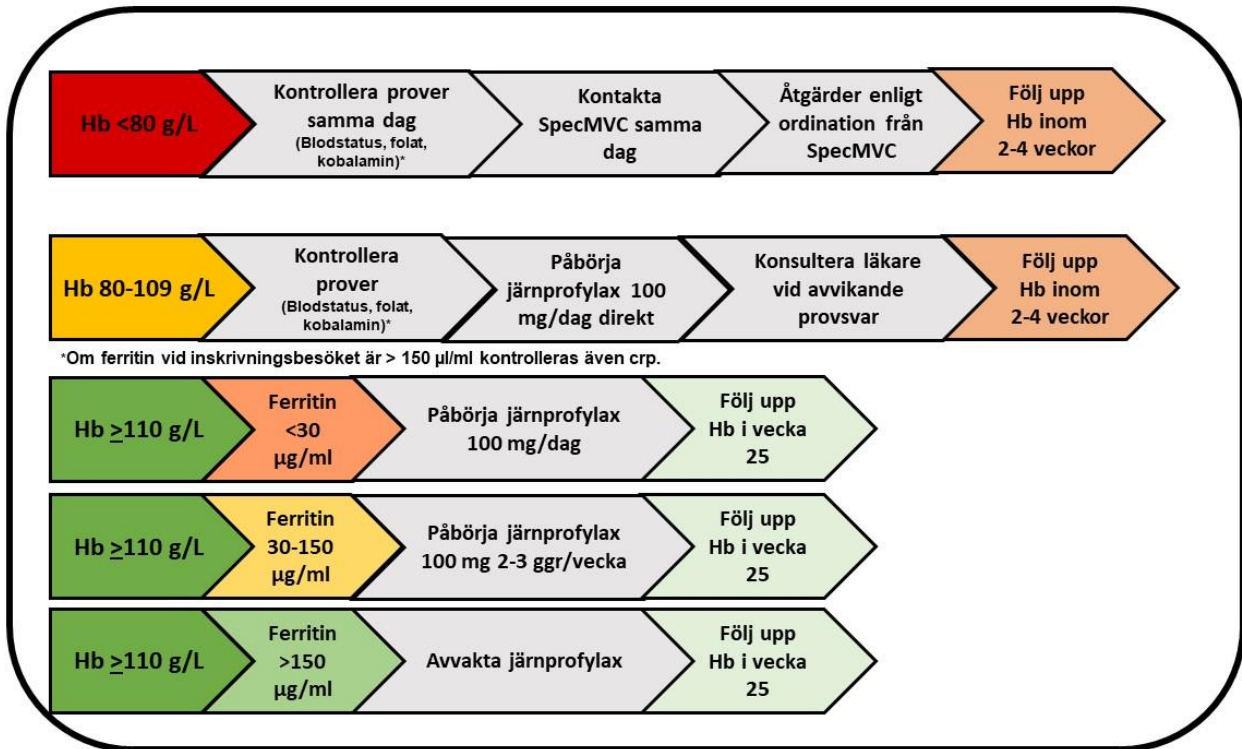 Hb <80 g/L
Kontrollera prover
samma dag
(Blodstatus, folat,
kobalamin)*
Kontakta
SpecMVC samma
dag
Åtgärder enligt
ordination från
SpecMVC
Följ upp
Hb inom
2-4 veckor
Hb 80-109 g/L
Kontrollera
prover
(Blodstatus, folat,
kobalamin)*
Påbörja
järnprofylax 100
mg/dag direkt
Konsultera läkare
vid avvikande
provsvar
Följ upp
Hb inom
2-4 veckor
*Om ferritin vid inskrivningsbesöket är > 150 µl/ml kontrolleras även crp.
Hb ≥110 g/L
Ferritin
<30
µg/ml
Påbörja järnprofylax
100 mg/dag
Följ upp
Hb i vecka
25
Hb ≥110 g/L
Ferritin
30-150
µg/ml
Påbörja järnprofylax
100 mg 2-3 ggr/vecka
Följ upp
Hb i vecka
25
Hb ≥110 g/L
Ferritin
>150
µg/ml
Avvakta järnprofylax
Följ upp
Hb i vecka
25